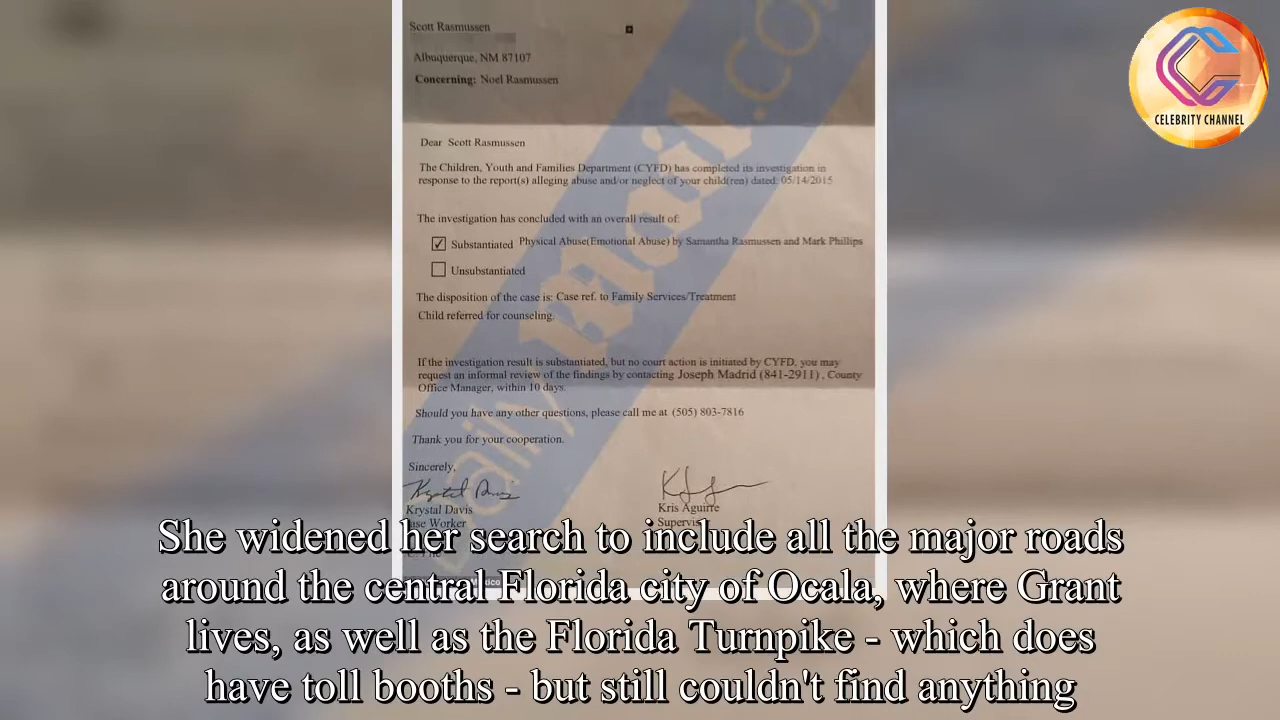 Scott Rasmussen
Albuquerque, NM 87107
Concerning: Noel Rasmussen
CELEBRITY CHANNEL
Dear Scott Rasmussen
The Children, Youth and Families Department (CYFD) has completed its investigation in
response to the report(s) alleging abuse and/or neglect of your child(ren) dated: 05/14/2015
The investigation has concluded with an overall result of:
Substantiated Physical Abuse(Emotional Abuse) by Samantha Rasmussen and Mark Phillips
Unsubstantiated
The disposition of the case is: Case ref. to Family Services/Treatment
Child referred for counseling.
If the investigation result is substantiated, but no court action is initiated by CYFD, you may
request an informal review of the findings by contacting Joseph Madrid (841-2911) , County
Office Manager, within 10 days.
Should you have any other questions, please call me at (505) 803-7816
Thank you for your cooperation.
Sincerely,
Krystal Davis
Kris Aguirre
Worker
DailyMail.CO
She widened her search to include all the major roads
around the central Florida city of Ocala, where Grant
lives, as well as the Florida Turnpike - which does
have toll booths - but still couldn't find anything